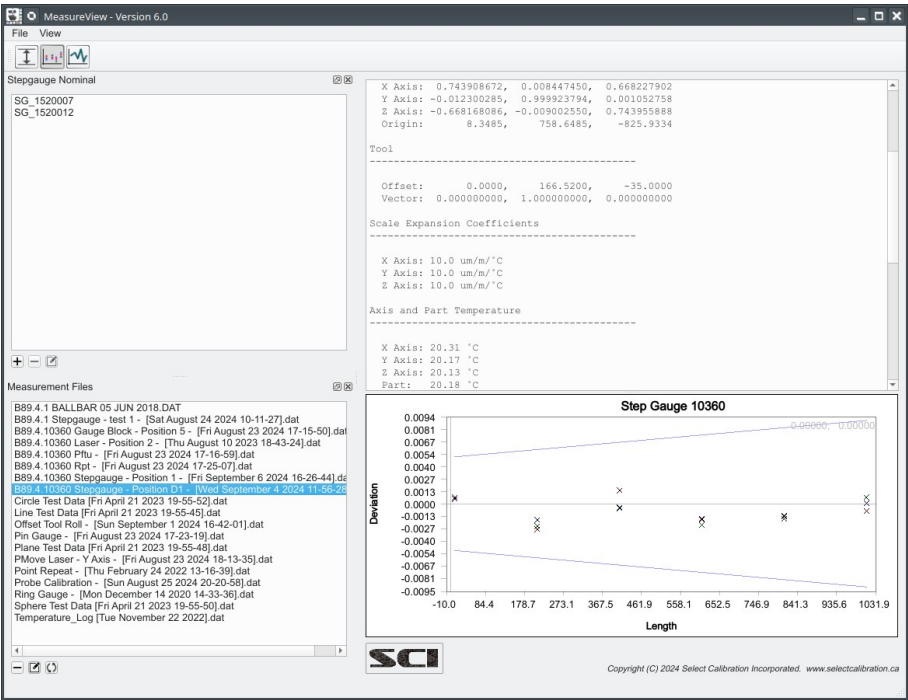 MeasureView - Version 6.0
File View
Stepgauge Nominal
SG_1520007
SG_1520012
Measurement Files
B89.4.1 BALLBAR 05 JUN 2018.DAT
B89.4.1 Stepgauge - test 1 - [Sat August 24 2024 10-11-27].dat
B89.4.10360 Gauge Block - Position 5 - [Fri August 23 2024 17-15-50].dat
B89.4.10360 Laser - Position 2 - [Thu August 10 2023 18-43-24].dat
B89.4.10360 Pftu - [Fri August 23 2024 17-16-59].dat
B89.4.10360 Rpt - [Fri August 23 2024 17-25-07].dat
B89.4.10360 Stepgauge - Position 1 - [Fri September 6 2024 16-26-44].da
B89.4.10360 Stepgauge - Position D1 - [Wed September 4 2024 11-56-28
Circle Test Data [Fri April 21 2023 19-55-52].dat
Line Test Data [Fri April 21 2023 19-55-45].dat
Offset Tool Roll - [Sun September 1 2024 16-42-01].dat
Pin Gauge - [Fri August 23 2024 17-23-19].dat
Plane Test Data [Fri April 21 2023 19-55-48].dat
PMove Laser - Y Axis - [Fri August 23 2024 18-13-35].dat
Point Repeat - [Thu February 24 2022 13-16-39].dat
Probe Calibration - [Sun August 25 2024 20-20-58].dat
Ring Gauge - [Mon December 14 2020 14-33-36].dat
Sphere Test Data [Fri April 21 2023 19-55-50].dat
Temperature_Log [Tue November 22 2022].dat
X Axis: 0.743908672, 0.008447450, 0.668227902
Y Axis: -0.012300285, 0.999923794, 0.001052758
Z Axis: -0.668168086, -0.009002550, 0.743955888
Origin: 8.3485, 758.6485, -825.9334
Tool
---------------------------------------------
Offset: 0.0000, 166.5200, -35.0000
Vector: 0.000000000, 1.000000000, 0.000000000
Scale Expansion Coefficients
---------------------------------------------
X Axis: 10.0 um/m/˚C
Y Axis: 10.0 um/m/˚C
Z Axis: 10.0 um/m/˚C
Axis and Part Temperature
---------------------------------------------
X Axis: 20.31 ˚C
Y Axis: 20.17 ˚C
Z Axis: 20.13 ˚C
Part: 20.18 ˚C
Step Gauge 10360
0.00000, 0.00000
Deviation
0.0094
0.0081
0.0067
0.0054
0.0040
0.0027
0.0013
0.0000
-0.0013
-0.0027
-0.0040
-0.0054
-0.0067
-0.0081
-0.0095
-10.0 84.4 178.7 273.1 367.5 461.9 558.1 652.5 746.9 841.3 935.6 1031.9
Length
SCI
Copyright (C) 2024 Select Calibration Incorporated. www.selectcalibration.ca